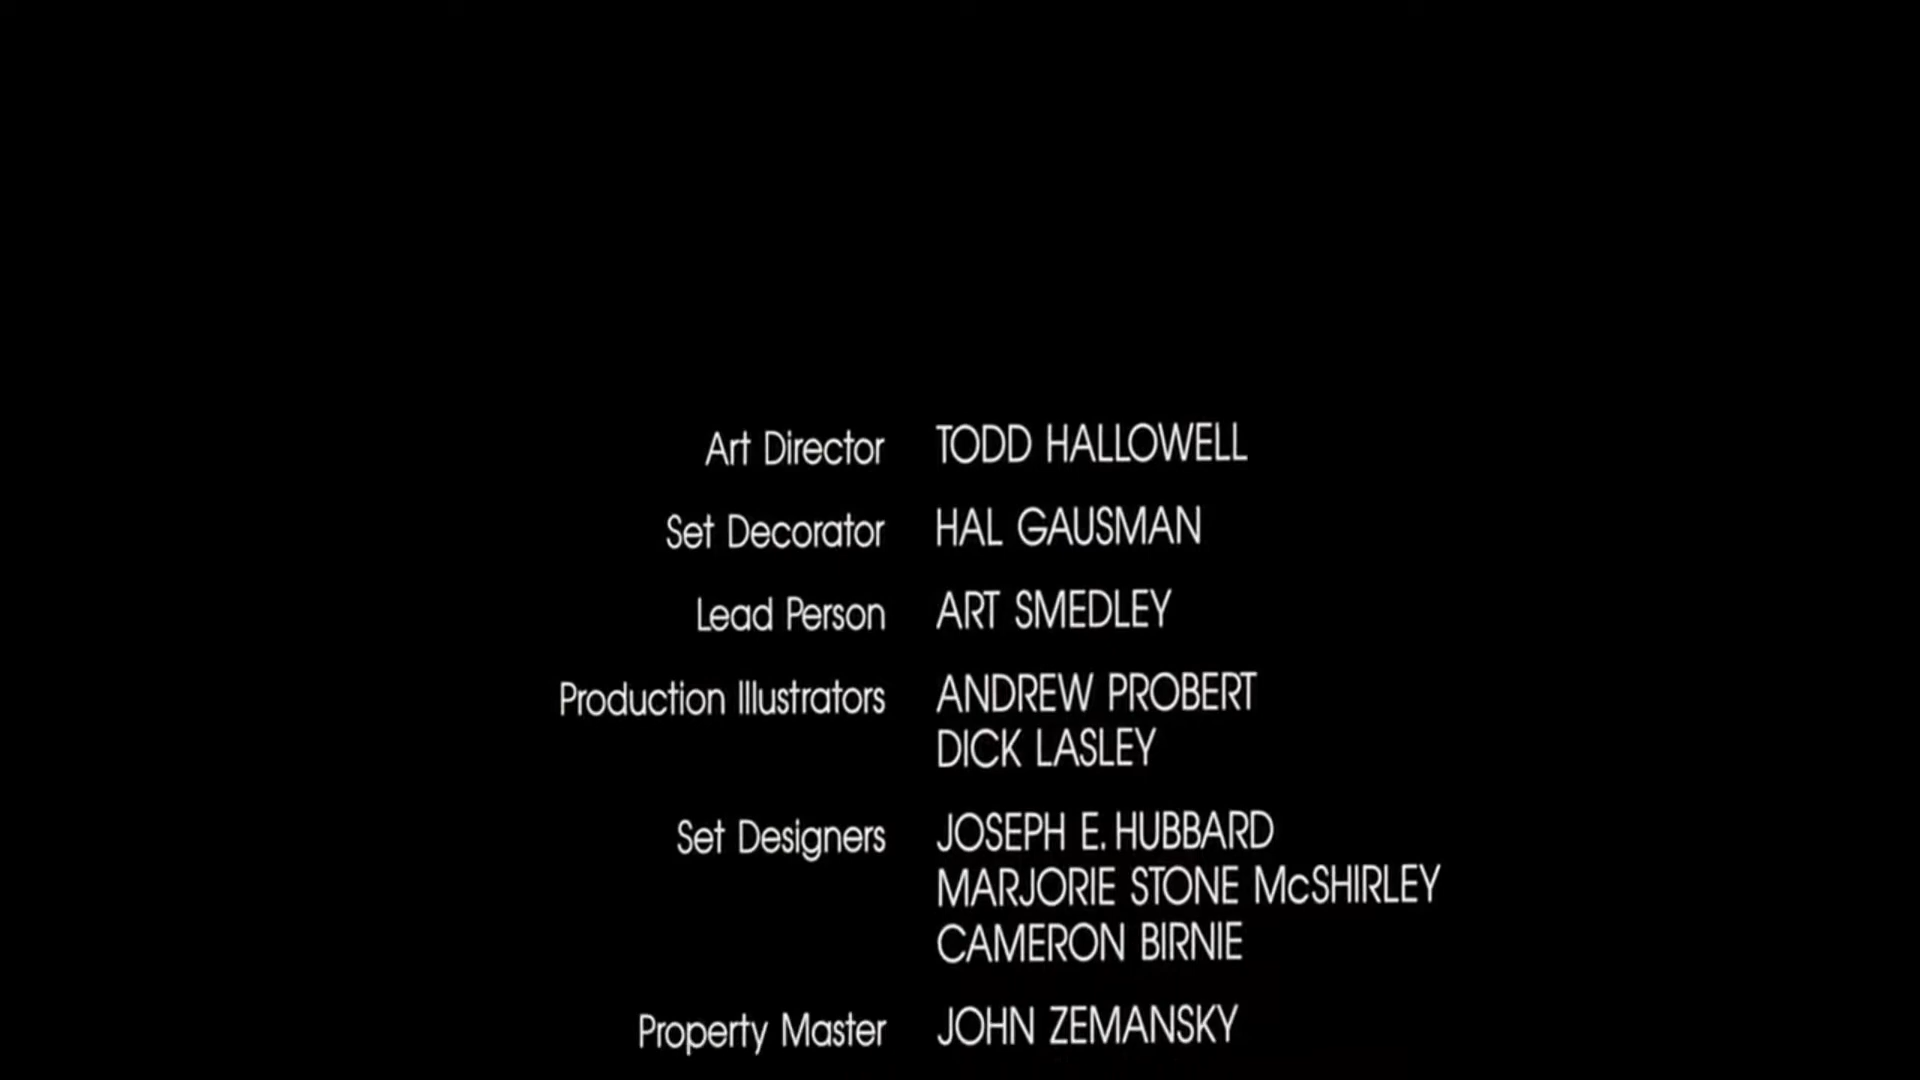 Art Director TODD HALLOWELL
Set Decorator HAL GAUSMAN
Lead Person ART SMEDLEY
Production Illustrators ANDREW PROBERT
DICK LASLEY
Set Designers JOSEPH E. HUBBARD
MARJORIE STONE McSHIRLEY
CAMERON BIRNIE
Property Master JOHN ZEMANSKY